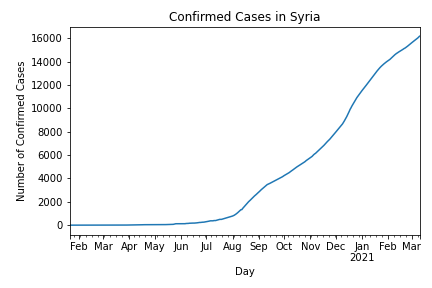 Confirmed Cases in Syria
Number of Confirmed Cases
16000
14000
12000
10000
8000
6000
4000
2000
0
Feb Mar Apr May Jun Jul Aug Sep Oct Nov Dec Jan Feb Mar
2021
Day